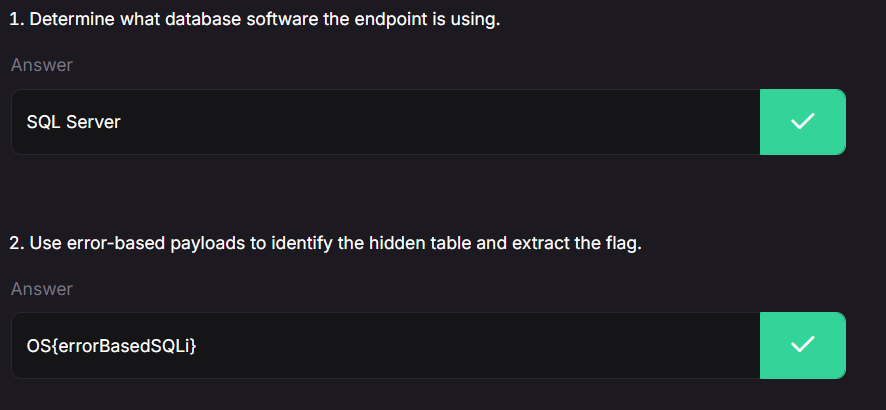 1. Determine what database software the endpoint is using.
Answer
SQL Server
2. Use error-based payloads to identify the hidden table and extract the flag.
Answer
OS{errorBasedSQLi}